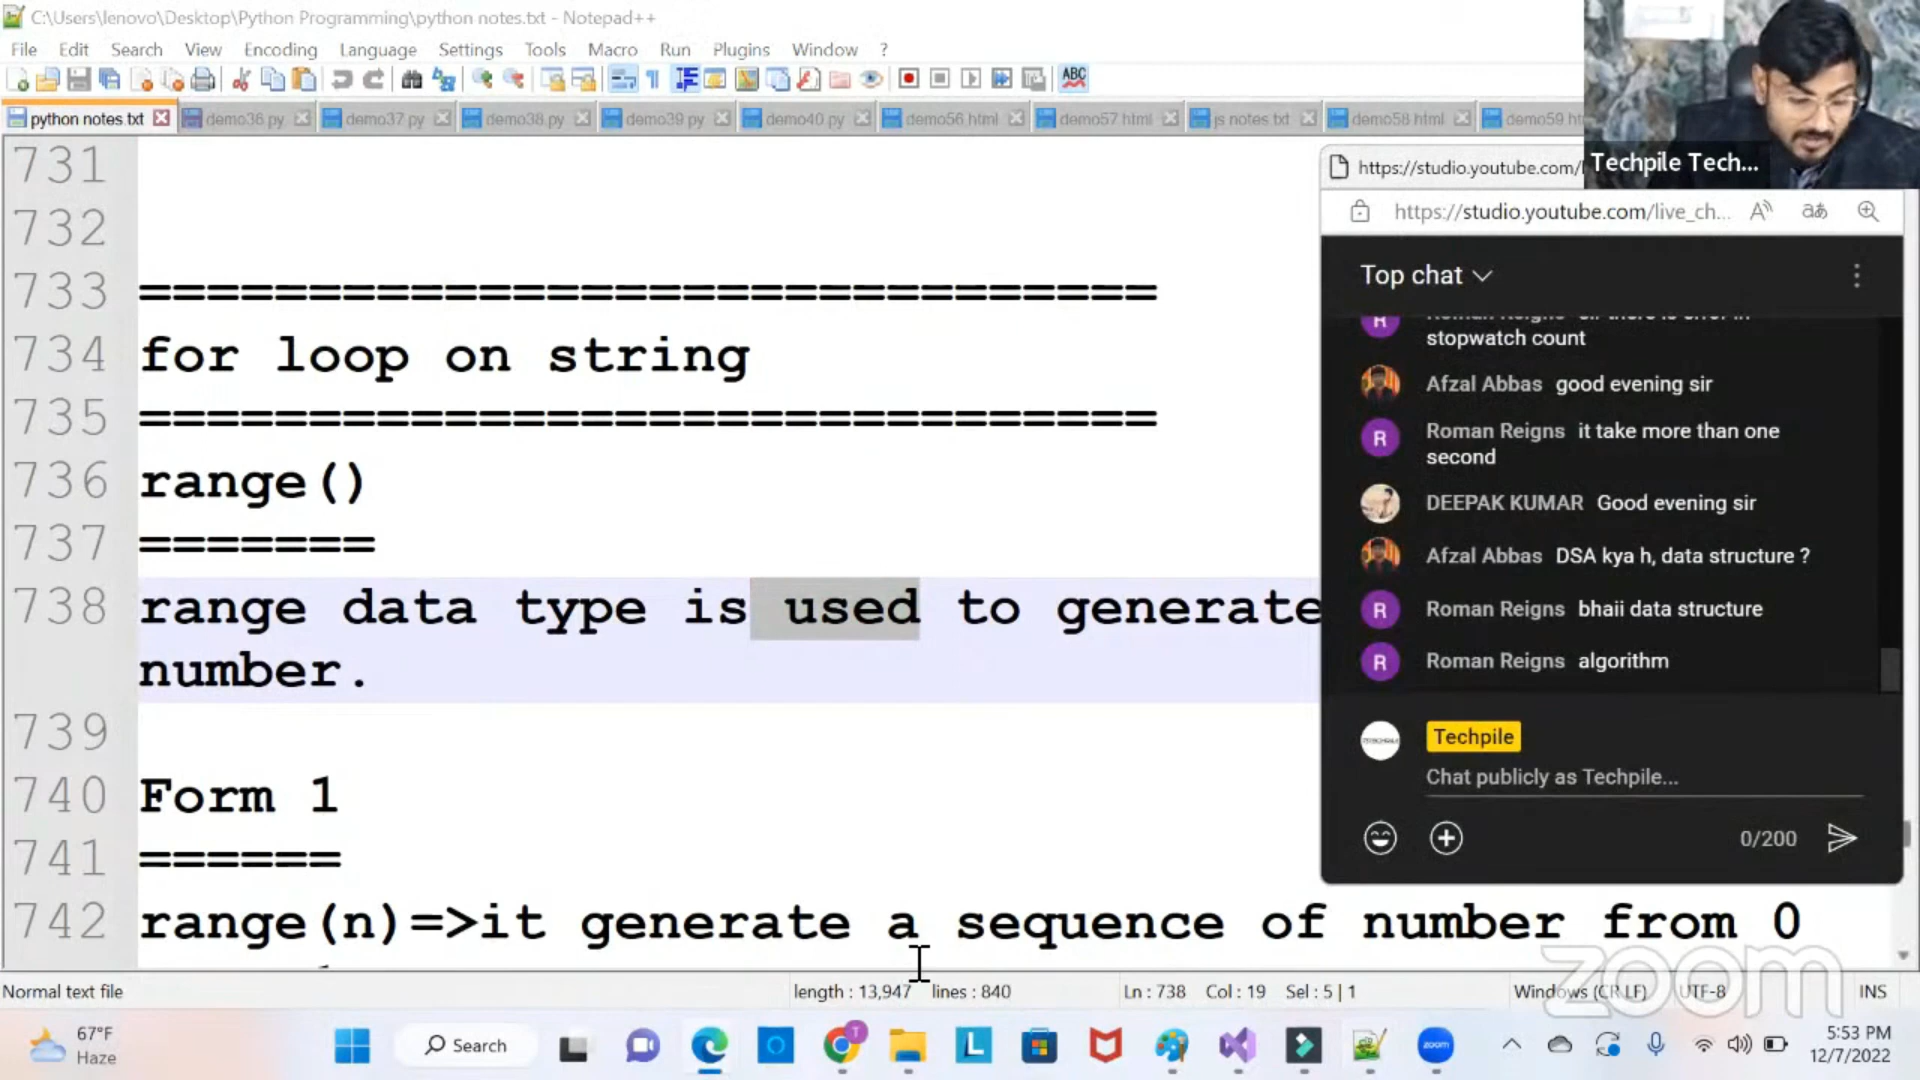 C:\Users\lenovo\Desktop\Python Programming\python notes.txt - Notepad++
File Edit Search View Encoding Language Settings Tools Macro Run Plugins Window ?
ABC
python notes.txt demo36.py demo37.py demo38.py demo39.py demo40.py demo56.html demo57.html js notes.txt demo58.html demo59.ht
Techpile Tech...
https://studio.youtube.com/l
https://studio.youtube.com/live_ch...
Top chat
stopwatch count
Afzal Abbas good evening sir
Roman Reigns it take more than one
second
DEEPAK KUMAR Good evening sir
Afzal Abbas DSA kya h, data structure ?
R Roman Reigns bhaii data structure
R Roman Reigns algorithm
Techpile
Chat publicly as Techpile...
0/200
731
732
733 ==============================
734 for loop on string
735 ==============================
736 range()
737 =======
738 range data type is used to generate
number.
739
740 Form 1
741 ======
742 range(n)=>it generate a sequence of number from 0
zoom
Normal text file length : 13,947 lines : 840 Ln : 738 Col : 19 Sel : 5 | 1 Windows (CR LF) UTF-8 INS
67°F
Haze
Search
zoom
5:53 PM
12/7/2022